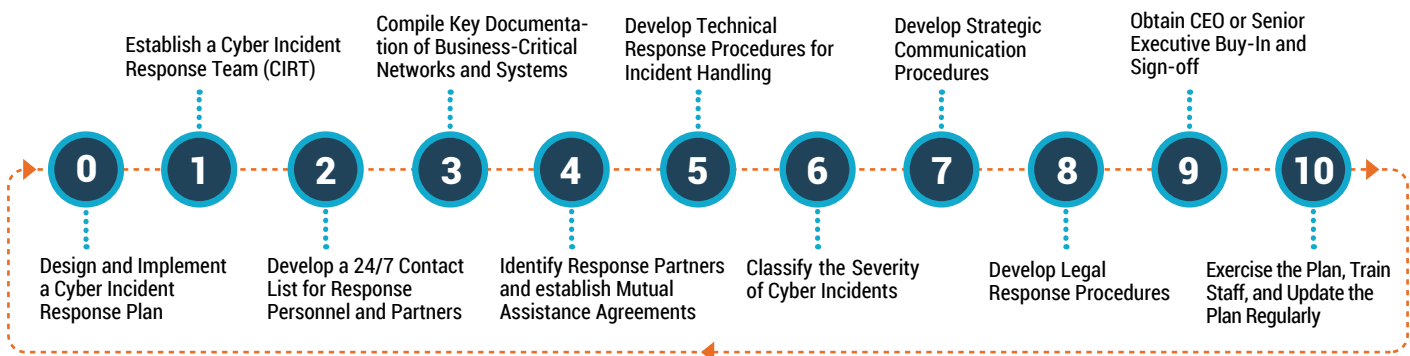 0
Design and Implement
a Cyber Incident
Response Plan
1
Establish a Cyber Incident
Response Team (CIRT)
2
Develop a 24/7 Contact
List for Response
Personnel and Partners
3
Compile Key Documenta-
tion of Business-Critical
Networks and Systems
4
Identify Response Partners
and establish Mutual
Assistance Agreements
5
Develop Technical
Response Procedures for
Incident Handling
6
Classify the Severity
of Cyber Incidents
7
Develop Strategic
Communication
Procedures
8
Develop Legal
Response Procedures
9
Obtain CEO or Senior
Executive Buy-In and
Sign-off
10
Exercise the Plan, Train
Staff, and Update the
Plan Regularly